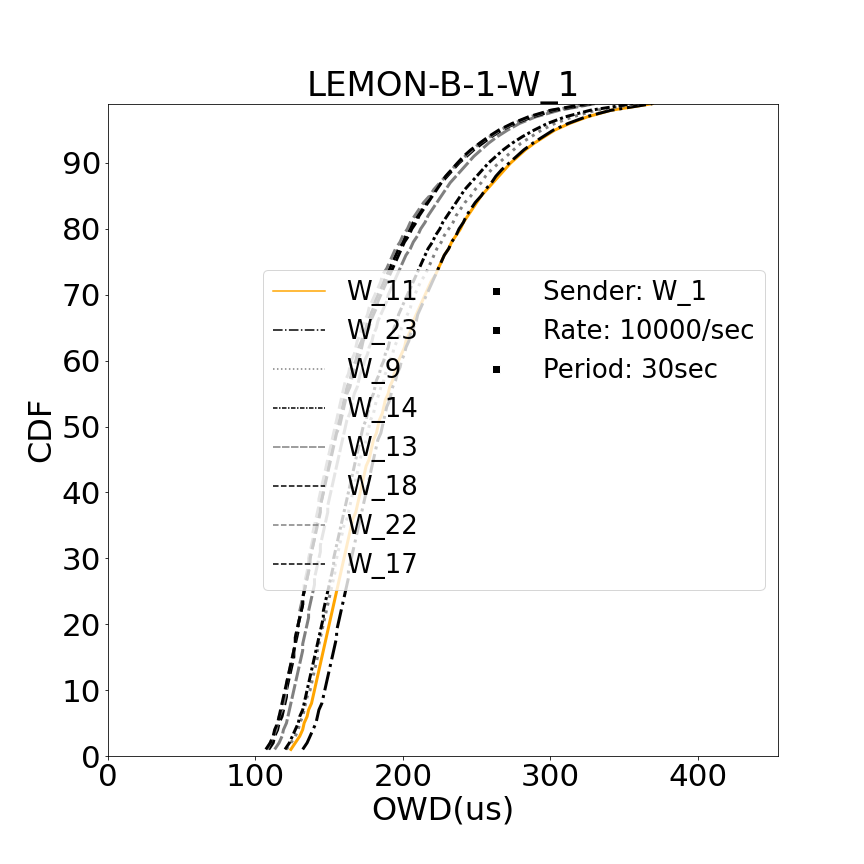 LEMON-B-1-W_1
90
80
70
60
50
40
30
20
10
0
CDF
W_11
W_23
W_9
W_14
W_13
W_18
W_22
W_17
Sender: W_1
Rate: 10000/sec
Period: 30sec
0 100 200 300 400
OWD(us)